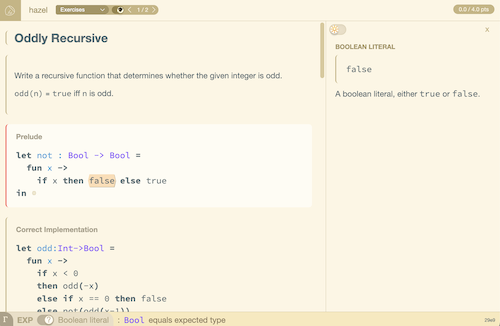 hazel Exercises 1 / 2 0.0 / 4.0 pts
Oddly Recursive
x
Write a recursive function that determines whether the given integer is odd.
odd(n) = true iff n is odd.
BOOLEAN LITERAL
false
A boolean literal, either true or false.
Prelude
let not : Bool -> Bool =
fun x ->
if x then false else true
in
Correct Implementation
let odd:Int->Bool =
fun x ->
if x < 0
then odd(-x)
else if x == 0 then false
else not(odd(x-1))
Γ EXP ? Boolean literal : Bool equals expected type